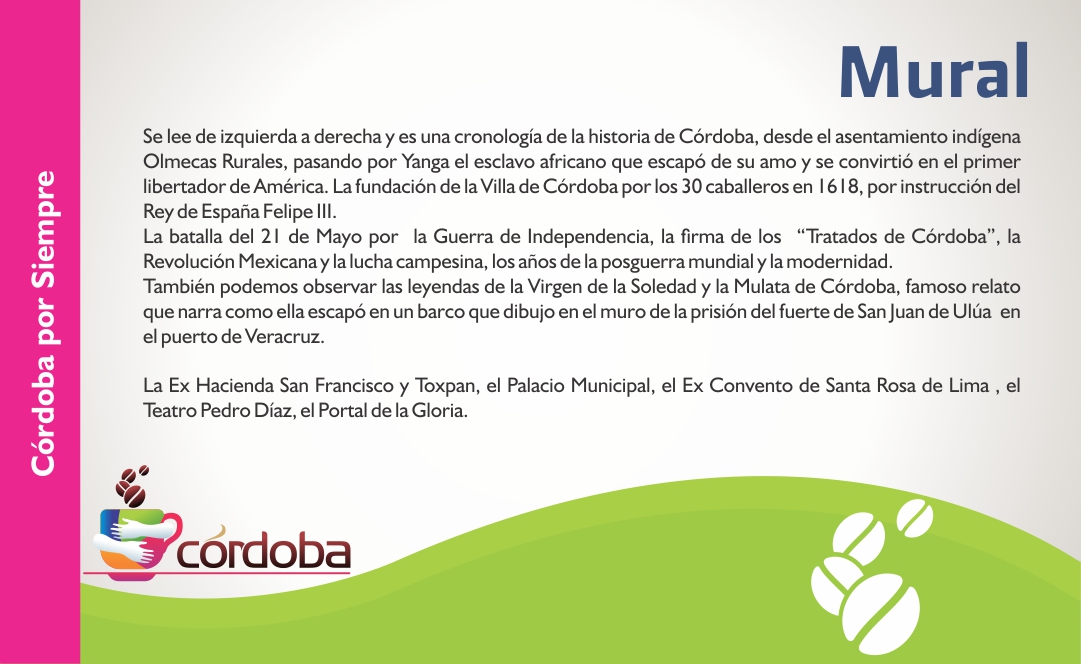 Mural
Se lee de izquierda a derecha y es una cronología de la historia de Córdoba, desde el asentamiento indígena
Olmecas Rurales, pasando por Yanga el esclavo africano que escapó de su amo y se convirtió en el primer
libertador de América. La fundación de la Villa de Córdoba por los 30 caballeros en 1618, por instrucción del
Rey de España Felipe III.
La batalla del 21 de Mayo por la Guerra de Independencia, la firma de los “Tratados de Córdoba”, la
Revolución Mexicana y la lucha campesina, los años de la posguerra mundial y la modernidad.
También podemos observar las leyendas de la Virgen de la Soledad y la Mulata de Córdoba, famoso relato
que narra como ella escapó en un barco que dibujo en el muro de la prisión del fuerte de San Juan de Ulúa en
el puerto de Veracruz.
La Ex Hacienda San Francisco y Toxpan, el Palacio Municipal, el Ex Convento de Santa Rosa de Lima , el
Teatro Pedro Díaz, el Portal de la Gloria.
Córdoba por Siempre
córdoba